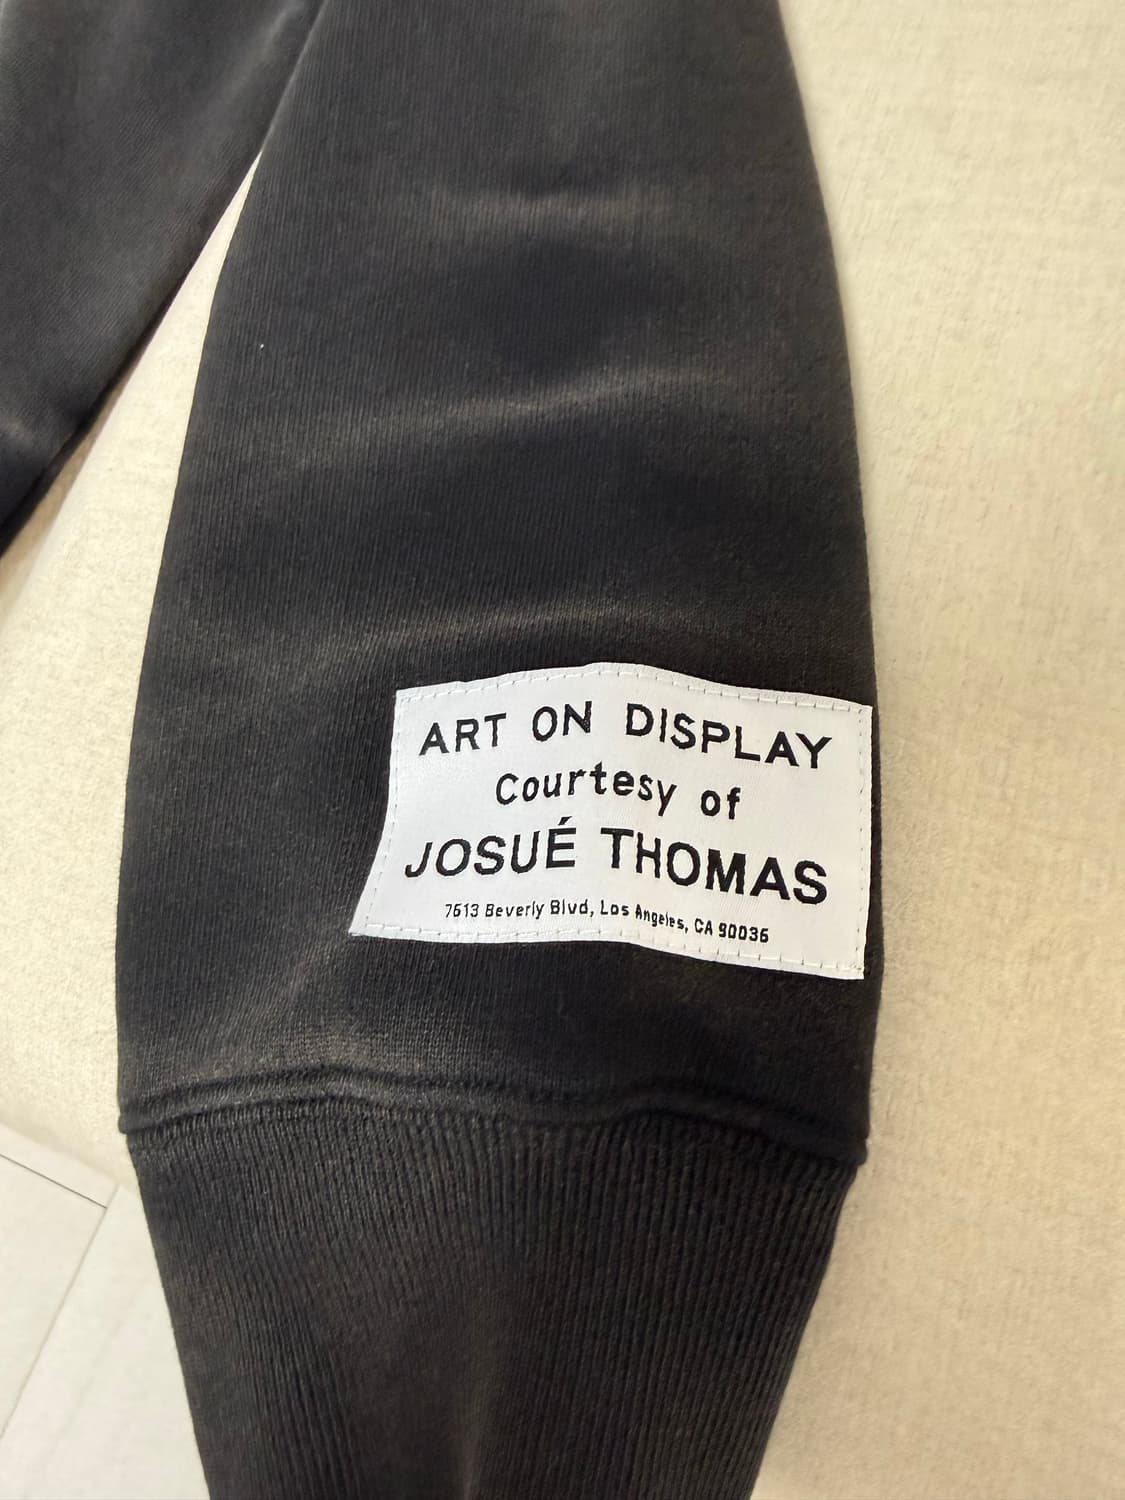 ART ON DISPLAY
Courtesy of
JOSUÉ THOMAS
7613 Beverly Blvd, Los Angeles, CA 90036